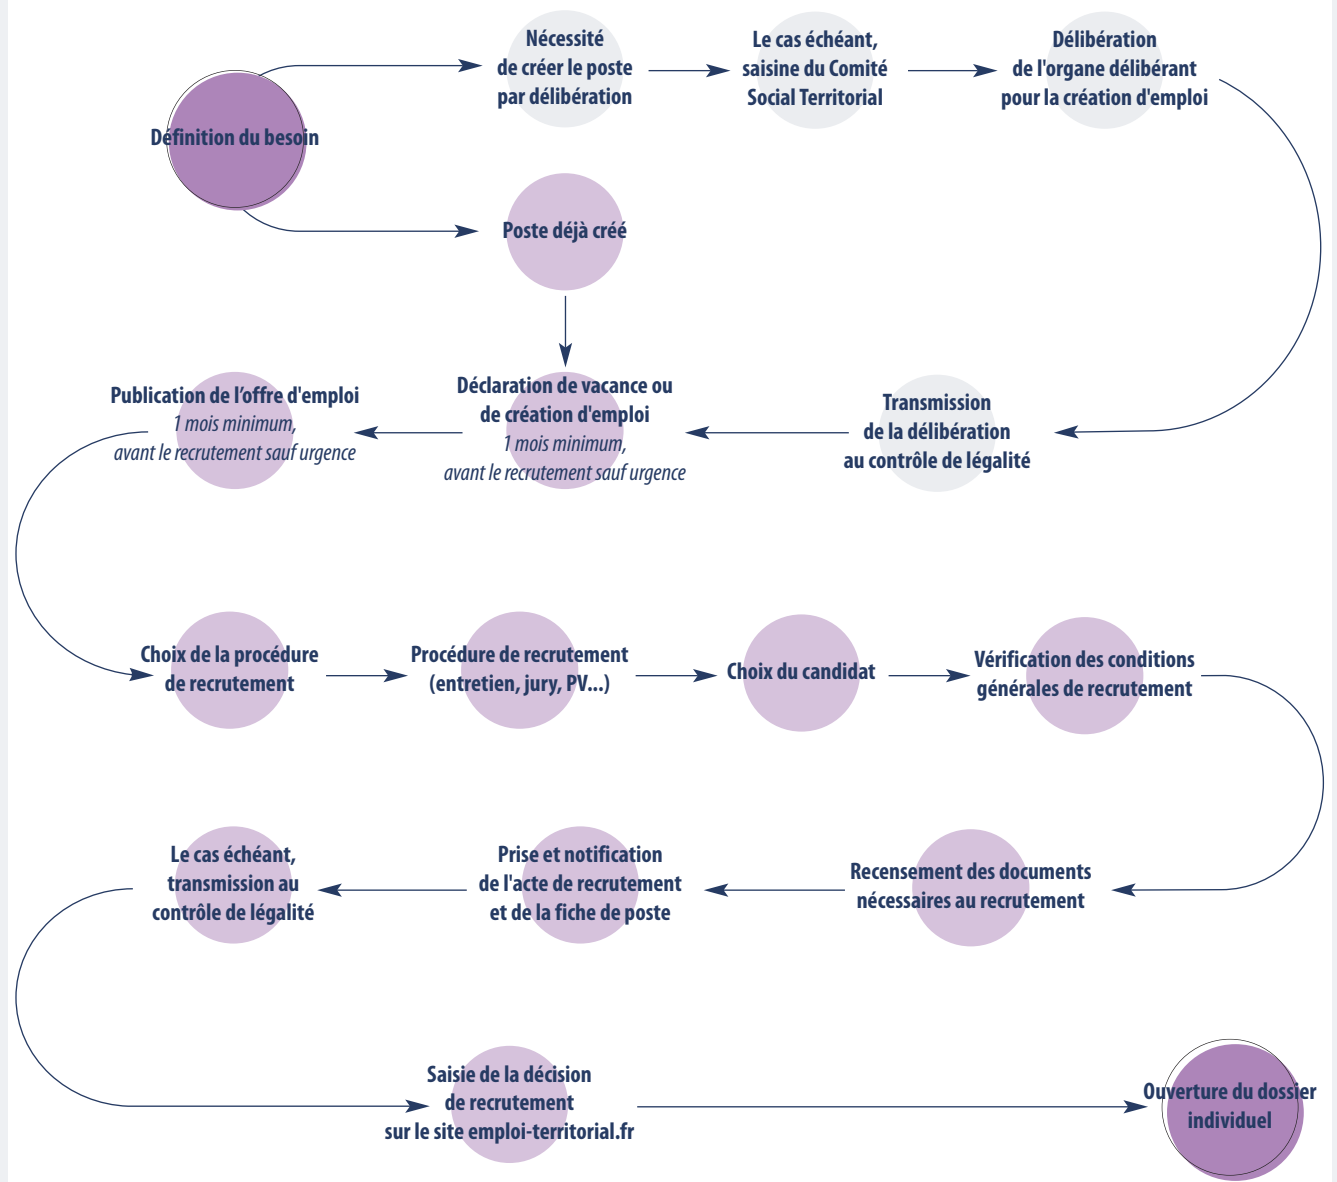 Définition du besoin
Nécessité
de créer le poste
par délibération
Le cas échéant,
saisine du Comité
Social Territorial
Délibération
de l'organe délibérant
pour la création d'emploi
Poste déjà créé
Transmission
de la délibération
au contrôle de légalité
Déclaration de vacance ou
de création d'emploi
1 mois minimum,
avant le recrutement sauf urgence
Publication de l’offre d'emploi
1 mois minimum,
avant le recrutement sauf urgence
Choix de la procédure
de recrutement
Procédure de recrutement
(entretien, jury, PV...)
Choix du candidat
Vérification des conditions
générales de recrutement
Recensement des documents
nécessaires au recrutement
Prise et notification
de l'acte de recrutement
et de la fiche de poste
Le cas échéant,
transmission au
contrôle de légalité
Saisie de la décision
de recrutement
sur le site emploi-territorial.fr
Ouverture du dossier
individuel